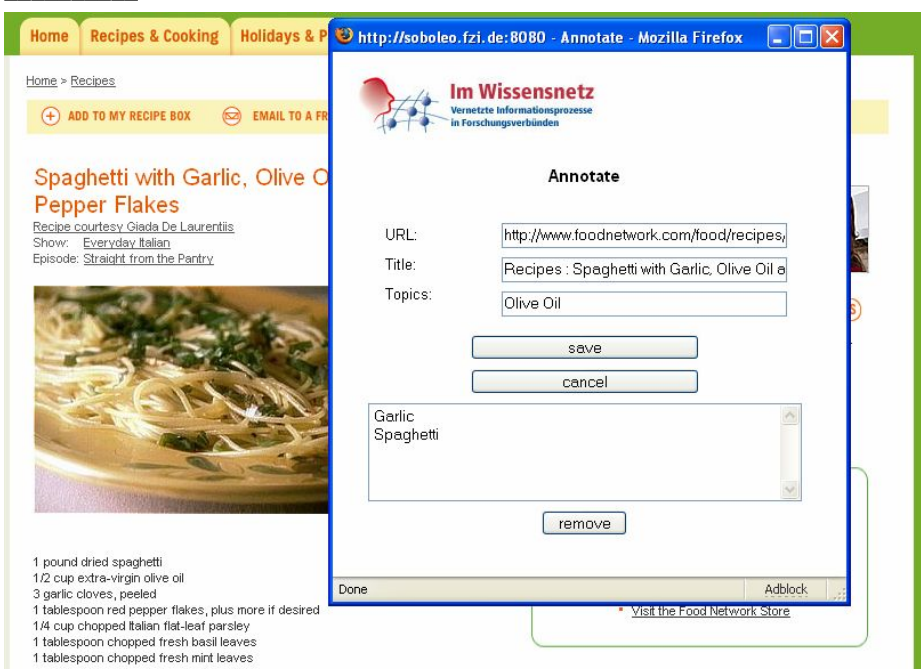 Home Recipes & Cooking Holidays & P
Home > Recipes
ADD TO MY RECIPE BOX EMAIL TO A FR
Spaghetti with Garlic, Olive O
Pepper Flakes
Recipe courtesy Giada De Laurentiis
Show: Everyday Italian
Episode: Straight from the Pantry
1 pound dried spaghetti
1/2 cup extra-virgin olive oil
3 garlic cloves, peeled
1 tablespoon red pepper flakes, plus more if desired
1/4 cup chopped Italian flat-leaf parsley
1 tablespoon chopped fresh basil leaves
1 tablespoon chopped fresh mint leaves
http://soboleo.fzi.de:8080 - Annotate - Mozilla Firefox
Im Wissensnetz
Vernetzte Informationsprozesse
in Forschungsverbünden
Annotate
URL: http://www.foodnetwork.com/food/recipes,
Title: Recipes : Spaghetti with Garlic, Olive Oil a
Topics: Olive Oil
save
cancel
Garlic
Spaghetti
remove
Done Adblock
S
Visit the Food Network Store